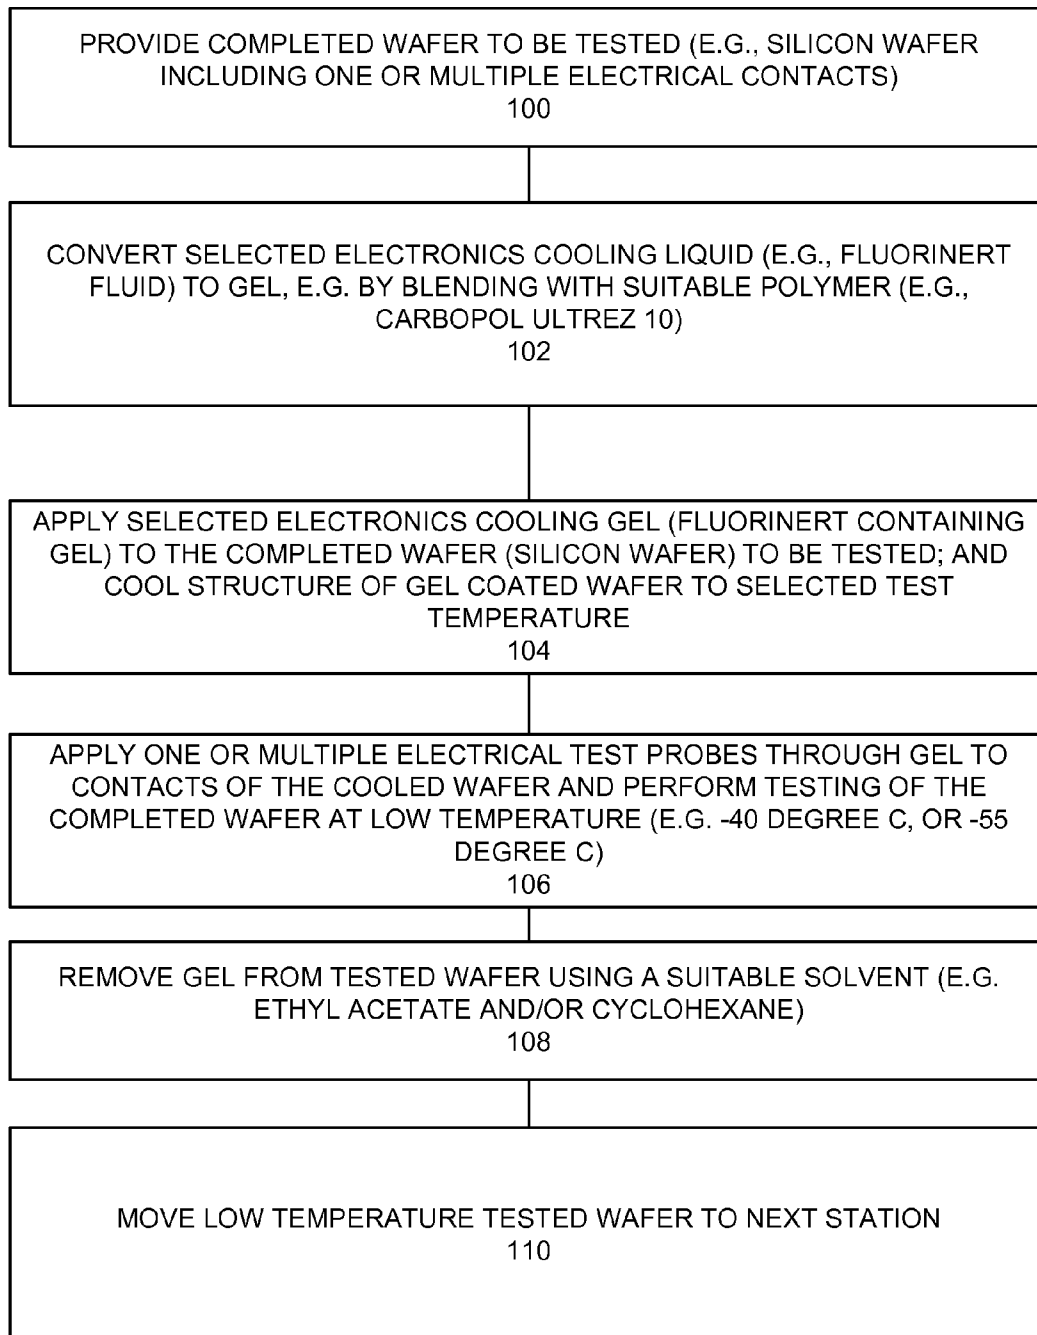 PROVIDE COMPLETED WAFER TO BE TESTED (E.G., SILICON WAFER
INCLUDING ONE OR MULTIPLE ELECTRICAL CONTACTS)
100
CONVERT SELECTED ELECTRONICS COOLING LIQUID (E.G., FLUORINERT
FLUID) TO GEL, E.G. BY BLENDING WITH SUITABLE POLYMER (E.G.,
CARBOPOL ULTREZ 10)
102
APPLY SELECTED ELECTRONICS COOLING GEL (FLUORINERT CONTAINING
GEL) TO THE COMPLETED WAFER (SILICON WAFER) TO BE TESTED; AND
COOL STRUCTURE OF GEL COATED WAFER TO SELECTED TEST
TEMPERATURE
104
APPLY ONE OR MULTIPLE ELECTRICAL TEST PROBES THROUGH GEL TO
CONTACTS OF THE COOLED WAFER AND PERFORM TESTING OF THE
COMPLETED WAFER AT LOW TEMPERATURE (E.G. -40 DEGREE C, OR -55
DEGREE C)
106
REMOVE GEL FROM TESTED WAFER USING A SUITABLE SOLVENT (E.G.
ETHYL ACETATE AND/OR CYCLOHEXANE)
108
MOVE LOW TEMPERATURE TESTED WAFER TO NEXT STATION
110